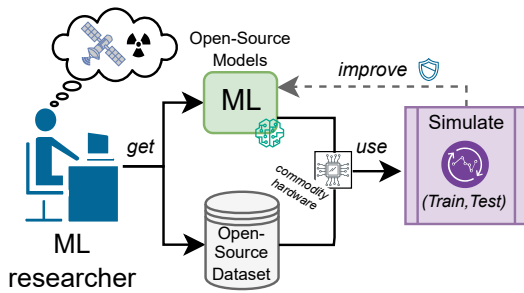 Open-Source
Models
improve
ML
get
use
Simulate
(Train,Test)
commodity
hardware
Open-
Source
Dataset
ML
researcher